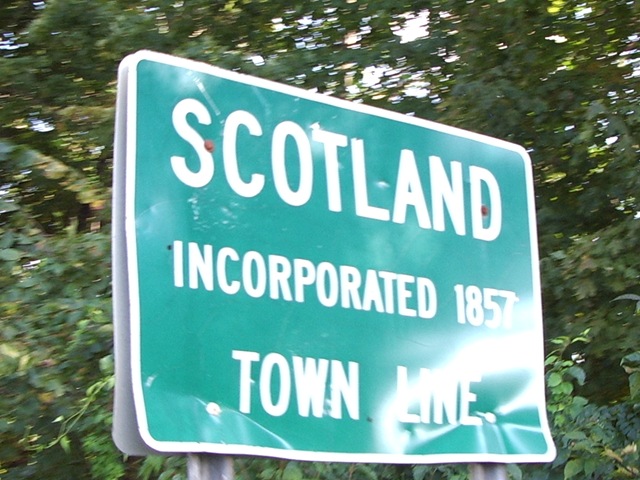 SCOTLAND
INCORPORATED 1857
TOWN LINE.